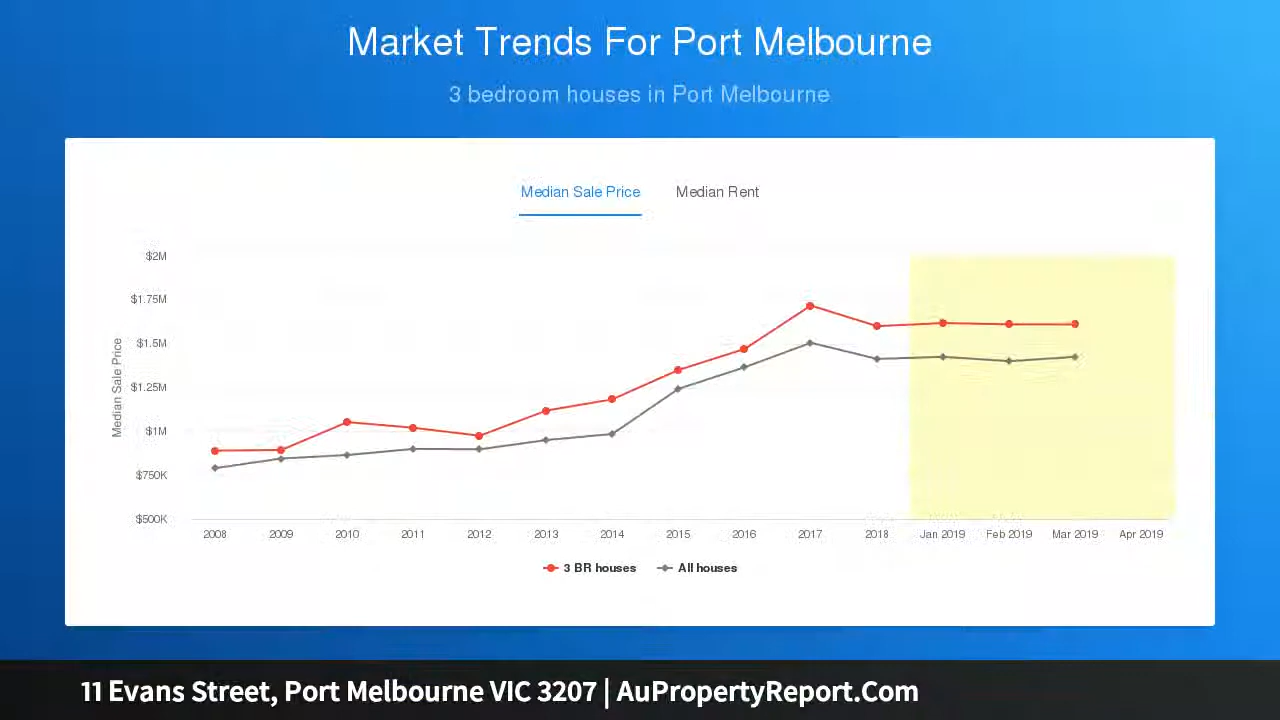 Market Trends For Port Melbourne
3 bedroom houses in Port Melbourne
Median Sale Price Median Rent
Median Sale Price
$2M
$1.75M
$1.5M
$1.25M
$1M
$750K
$500K
2008 2009 2010 2011 2012 2013 2014 2015 2016 2017 2018 Jan 2019 Feb 2019 Mar 2019 Apr 2019
3 BR houses All houses
11 Evans Street, Port Melbourne VIC 3207 | AuPropertyReport.Com